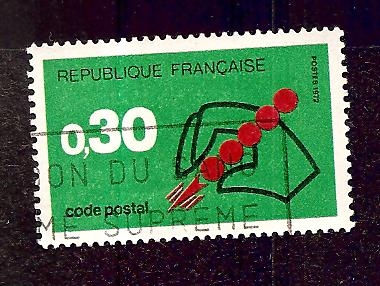 REPUBLIQUE FRANÇAISE
POSTES 1972
0,30
ON DU
code postal
ME SUPREME